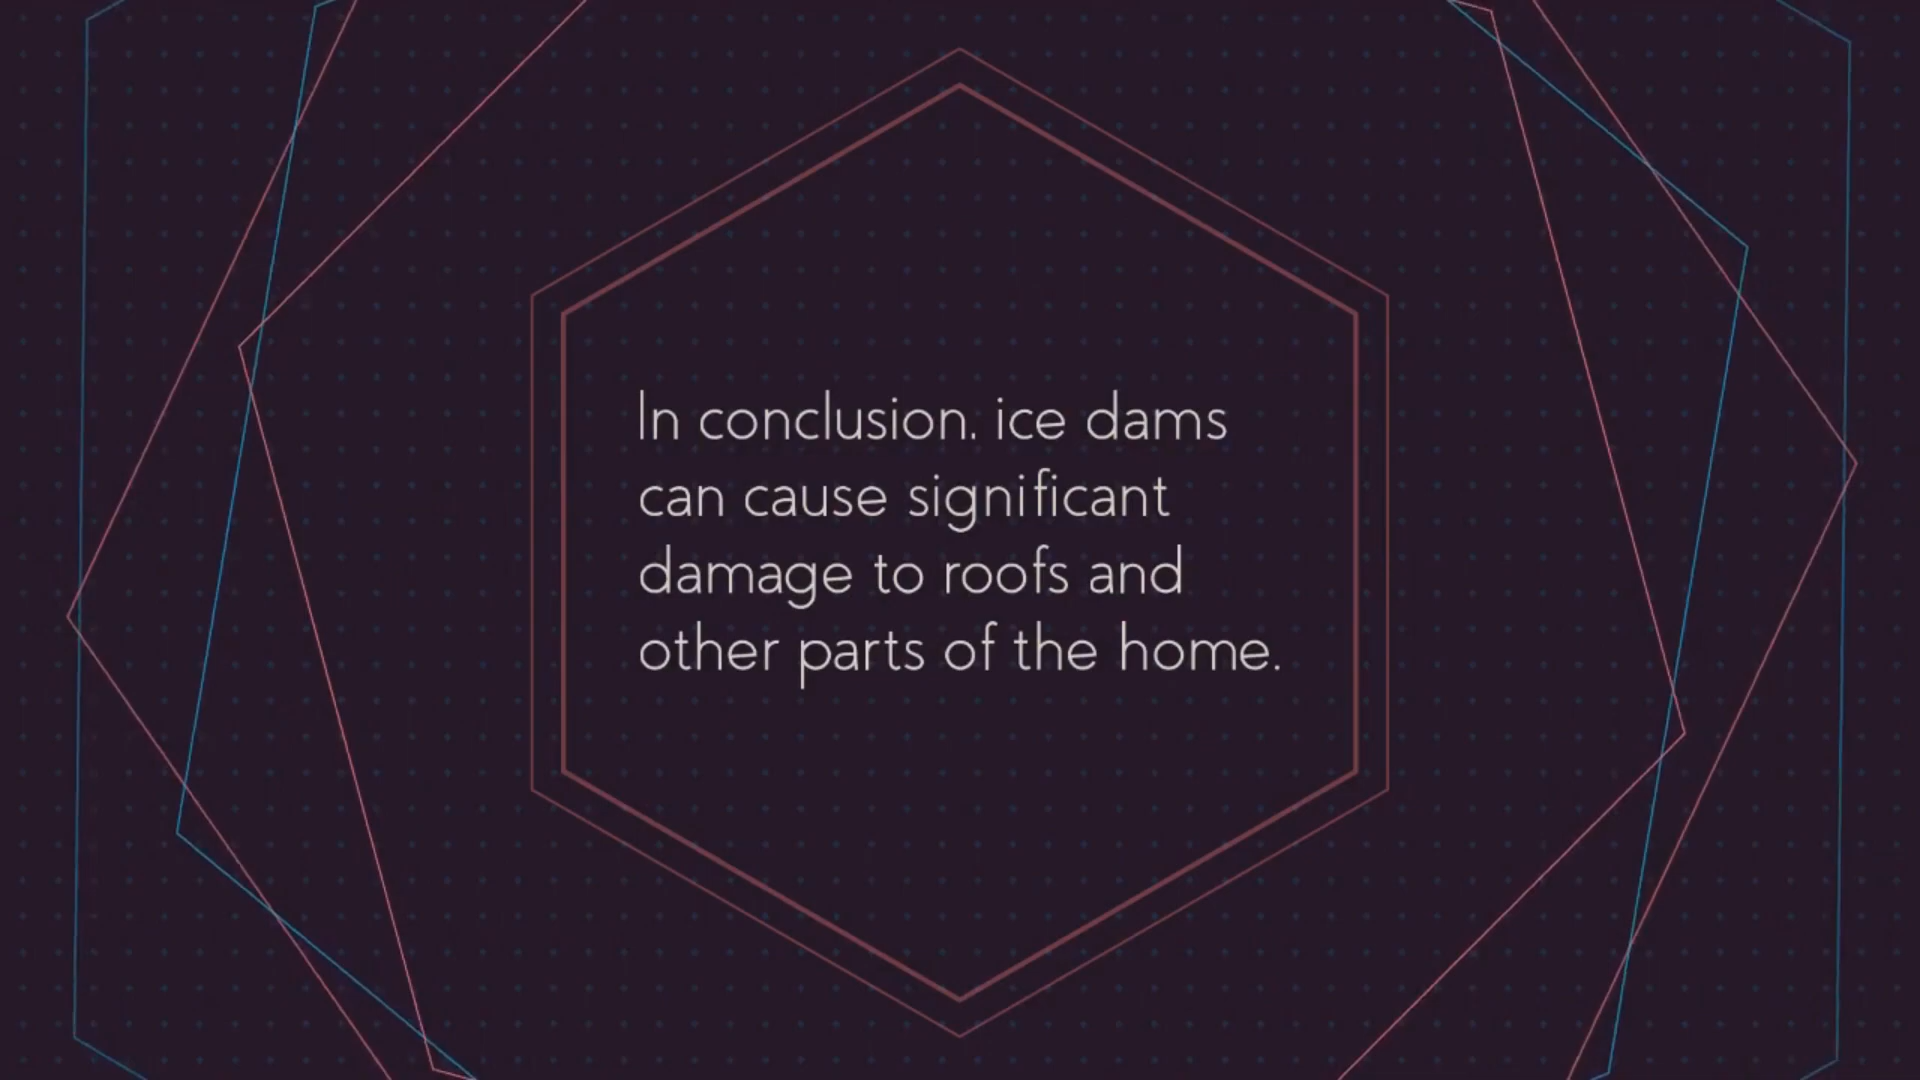 In conclusion. ice dams
can cause significant
damage to roofs and
other parts of the home.